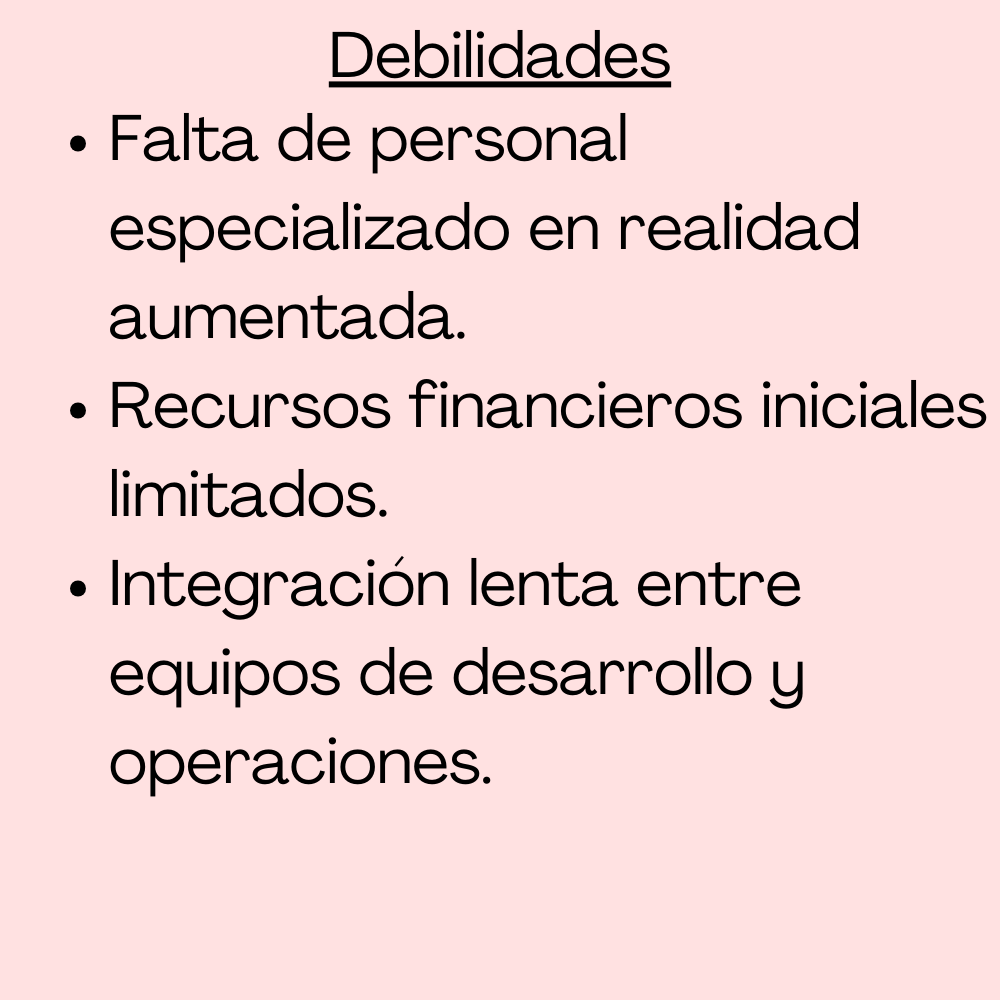 Debilidades
• Falta de personal
especializado en realidad
aumentada.
• Recursos financieros iniciales
limitados.
• Integración lenta entre
equipos de desarrollo y
operaciones.